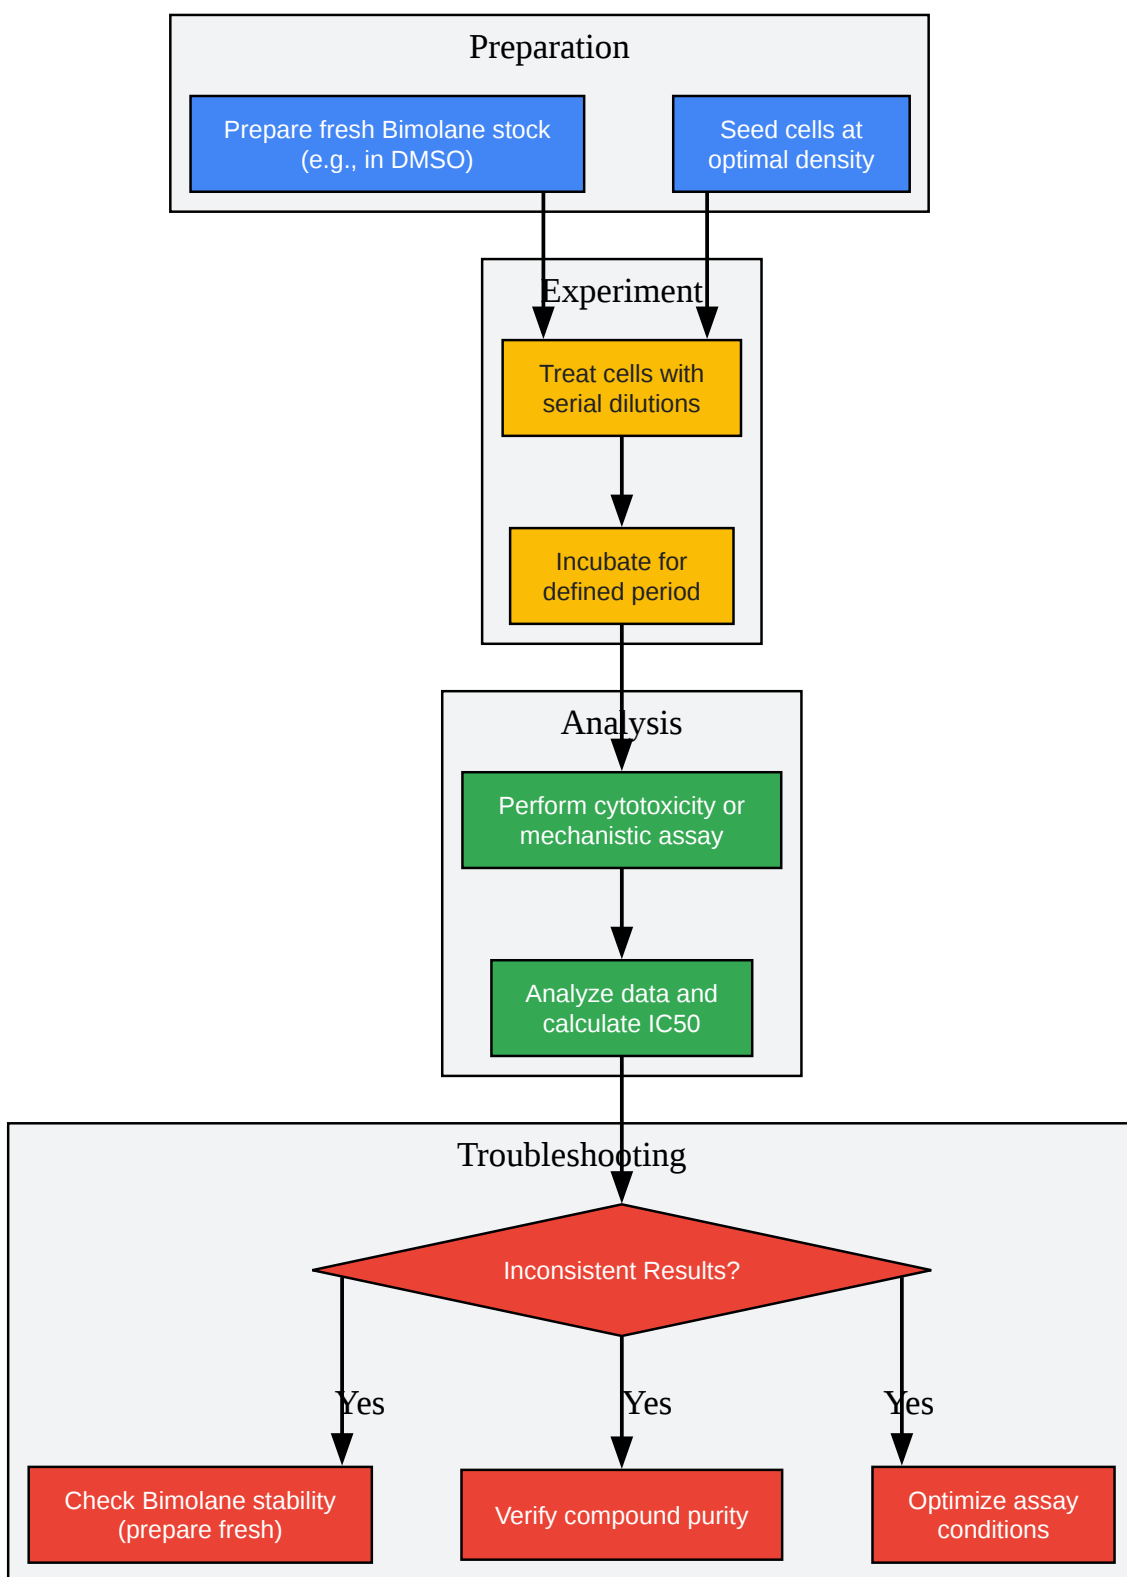 Preparation
Prepare fresh Bimolane stock
(e.g., in DMSO)
Seed cells at
optimal density
Experiment
Treat cells with
serial dilutions
Incubate for
defined period
Analysis
Perform cytotoxicity or
mechanistic assay
Analyze data and
calculate IC50
Troubleshooting
Inconsistent Results?
Yes
Yes
Yes
Check Bimolane stability
(prepare fresh)
Verify compound purity
Optimize assay
conditions